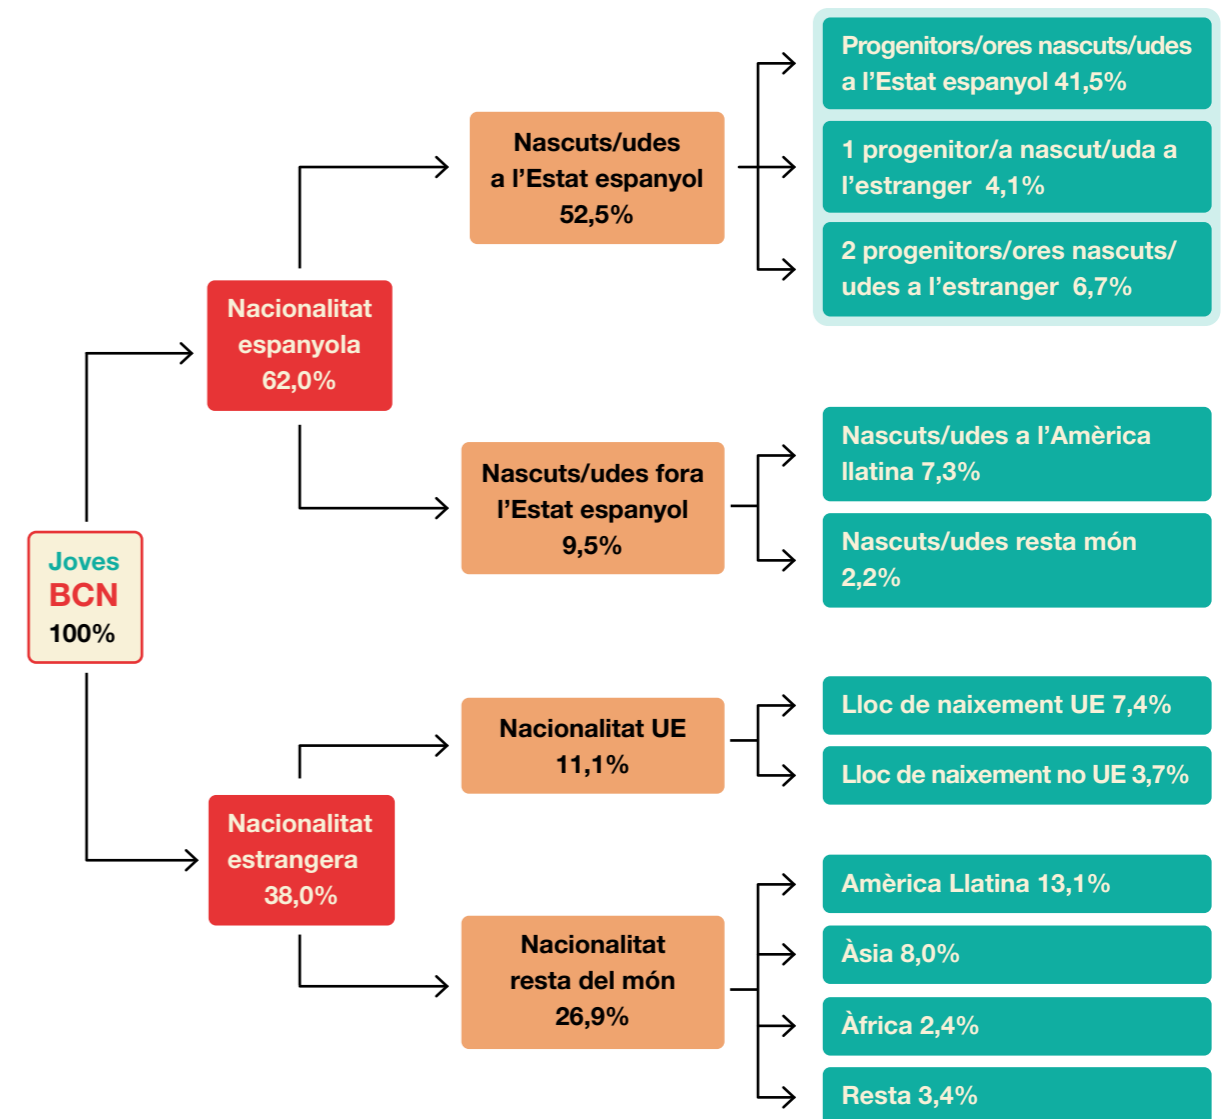 Joves
BCN
100%
Nacionalitat
espanyola
62,0%
Nascuts/udes
a l’Estat espanyol
52,5%
Progenitors/ores nascuts/udes
a l’Estat espanyol 41,5%
1 progenitor/a nascut/uda a
l’estranger 4,1%
2 progenitors/ores nascuts/
udes a l’estranger 6,7%
Nascuts/udes fora
l’Estat espanyol
9,5%
Nascuts/udes a l’Amèrica
llatina 7,3%
Nascuts/udes resta món
2,2%
Nacionalitat
estrangera
38,0%
Nacionalitat UE
11,1%
Lloc de naixement UE 7,4%
Lloc de naixement no UE 3,7%
Nacionalitat
resta del món
26,9%
Amèrica Llatina 13,1%
Àsia 8,0%
Àfrica 2,4%
Resta 3,4%